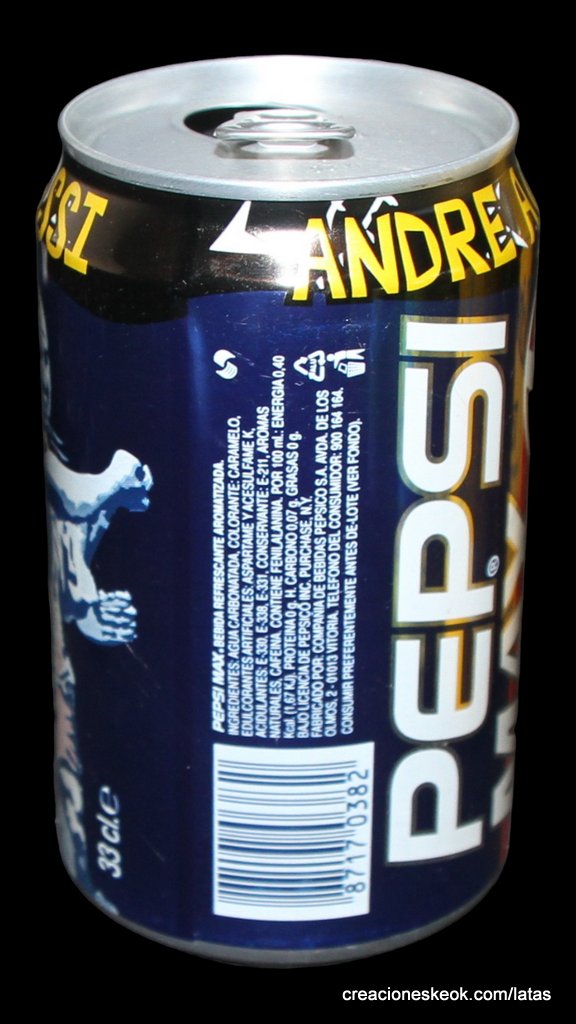 SSI
ANDRE A
PEPSI MAX. BEBIDA REFRESCANTE AROMATIZADA.
INGREDIENTES: AGUA CARBONATADA, COLORANTE: CARAMELO,
EDULCORANTES ARTIFICIALES: ASPARTAME Y ACESULFAME K,
ACIDULANTES: E-330, E-338, E-331, CONSERVANTE: E-211, AROMAS
NATURALES, CAFEINA. CONTIENE FENILALANINA. POR 100 ml.: ENERGIA 0,40
Kcal (1,67 KJ). PROTEINA 0 g. H. CARBONO 0,07 g. GRASAS 0 g.
BAJO LICENCIA DE PEPSICO INC. PURCHASE, N.Y.
FABRICADO POR: COMPAÑIA DE BEBIDAS PEPSICO S.A. AVDA. DE LOS
OLMOS, 2 - 01013 VITORIA. TELEFONO DEL CONSUMIDOR: 900 164 164.
CONSUMIR PREFERENTEMENTE ANTES DE-LOTE (VER FONDO).
PEPSI®
MAX
33 cl. e
8717 0382
creacioneskeok.com/latas